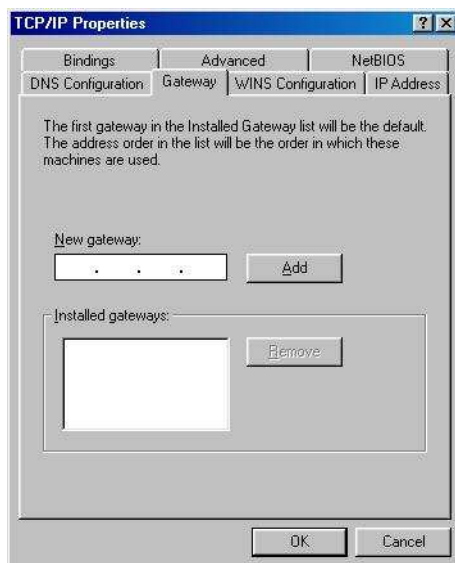 TCP/IP Properties
Bindings Advanced NetBIOS
DNS Configuration Gateway WINS Configuration IP Address
The first gateway in the Installed Gateway list will be the default.
The address order in the list will be the order in which these
machines are used.
New gateway:
. . .
Add
Installed gateways:
Remove
OK Cancel